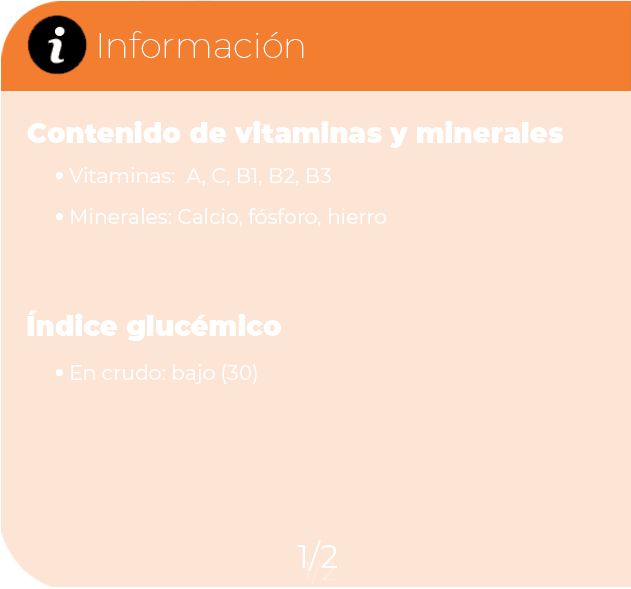 i Información
Contenido de vitaminas y minerales
• Vitaminas: A, C, B1, B2, B3
• Minerales: Calcio, fósforo, hierro
Índice glucémico
• En crudo: bajo (30)
1/2